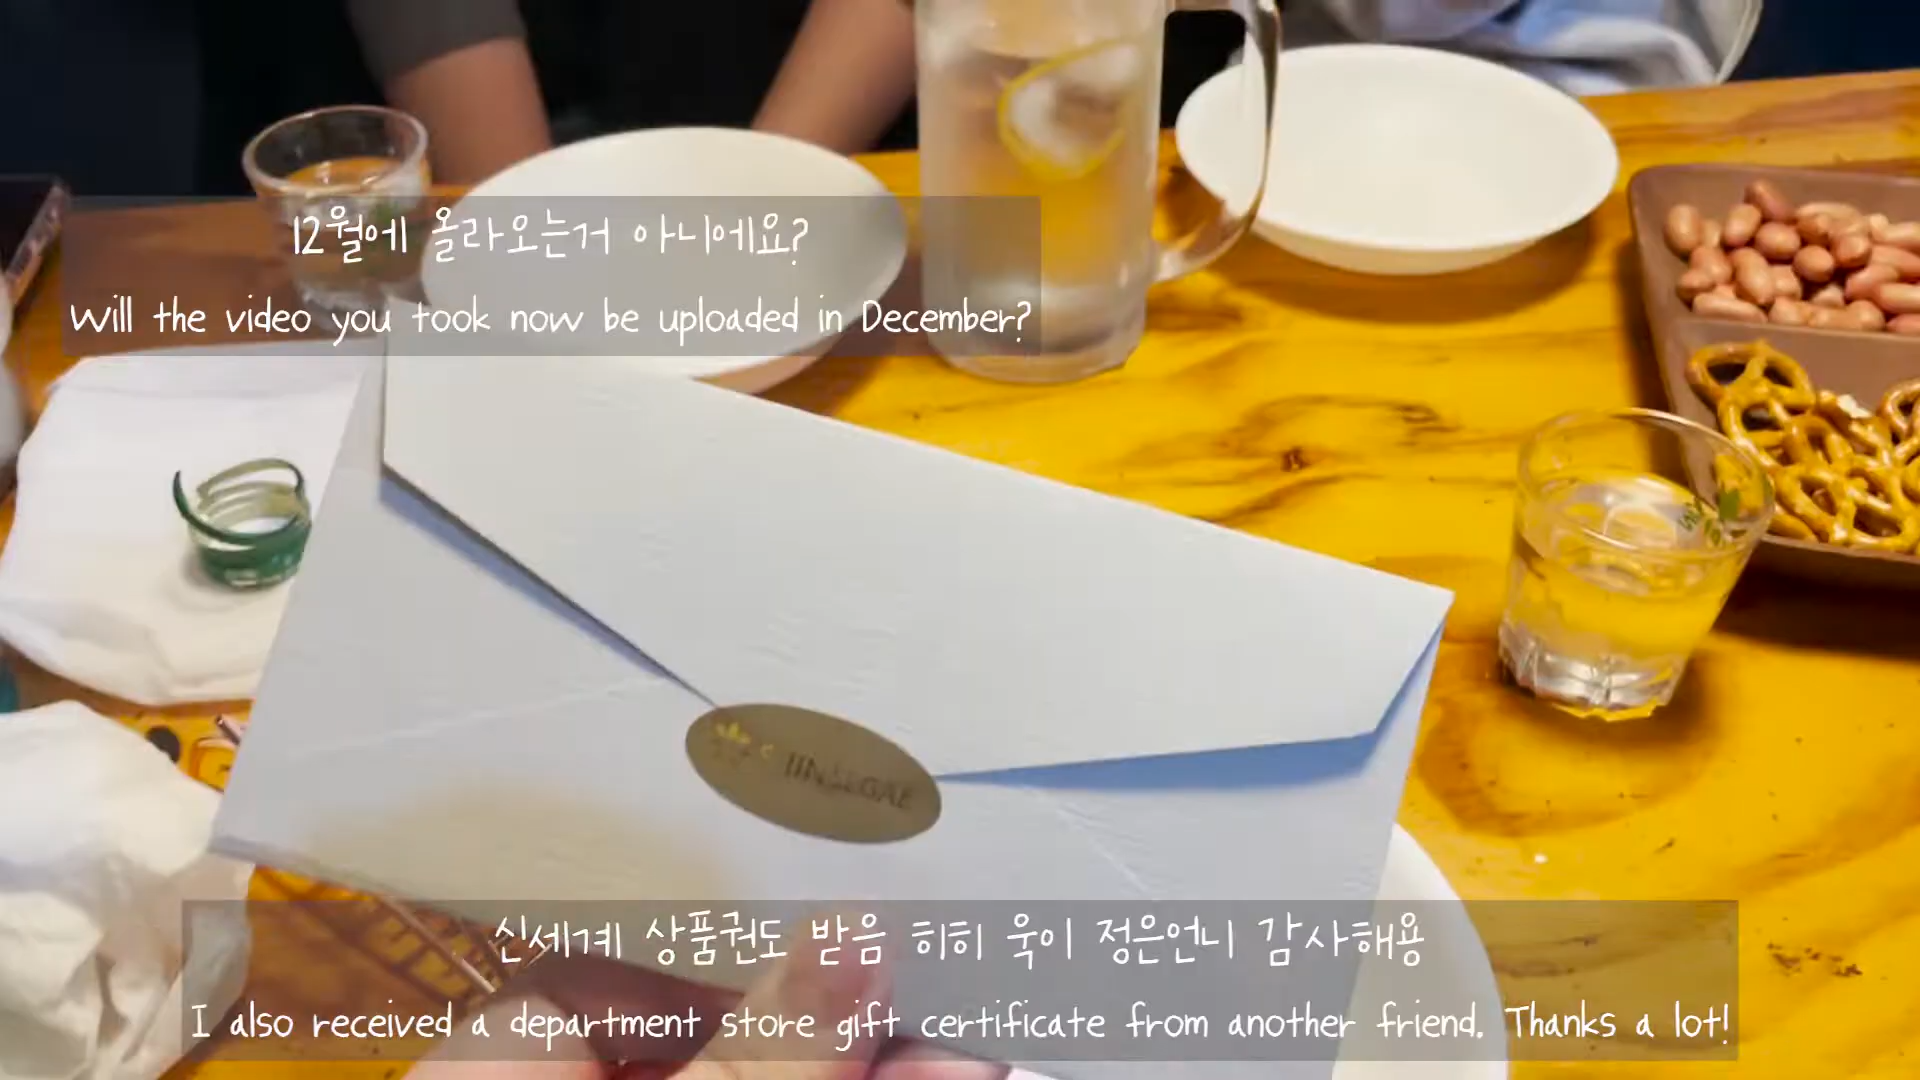 12월에 올라오는거 아니에요?
Will the video you took now be uploaded in December?
신세계 상품권도 받음 히히 욱이 정은언니 감사해용
I also received a department store gift certificate from another friend. Thanks a lot!